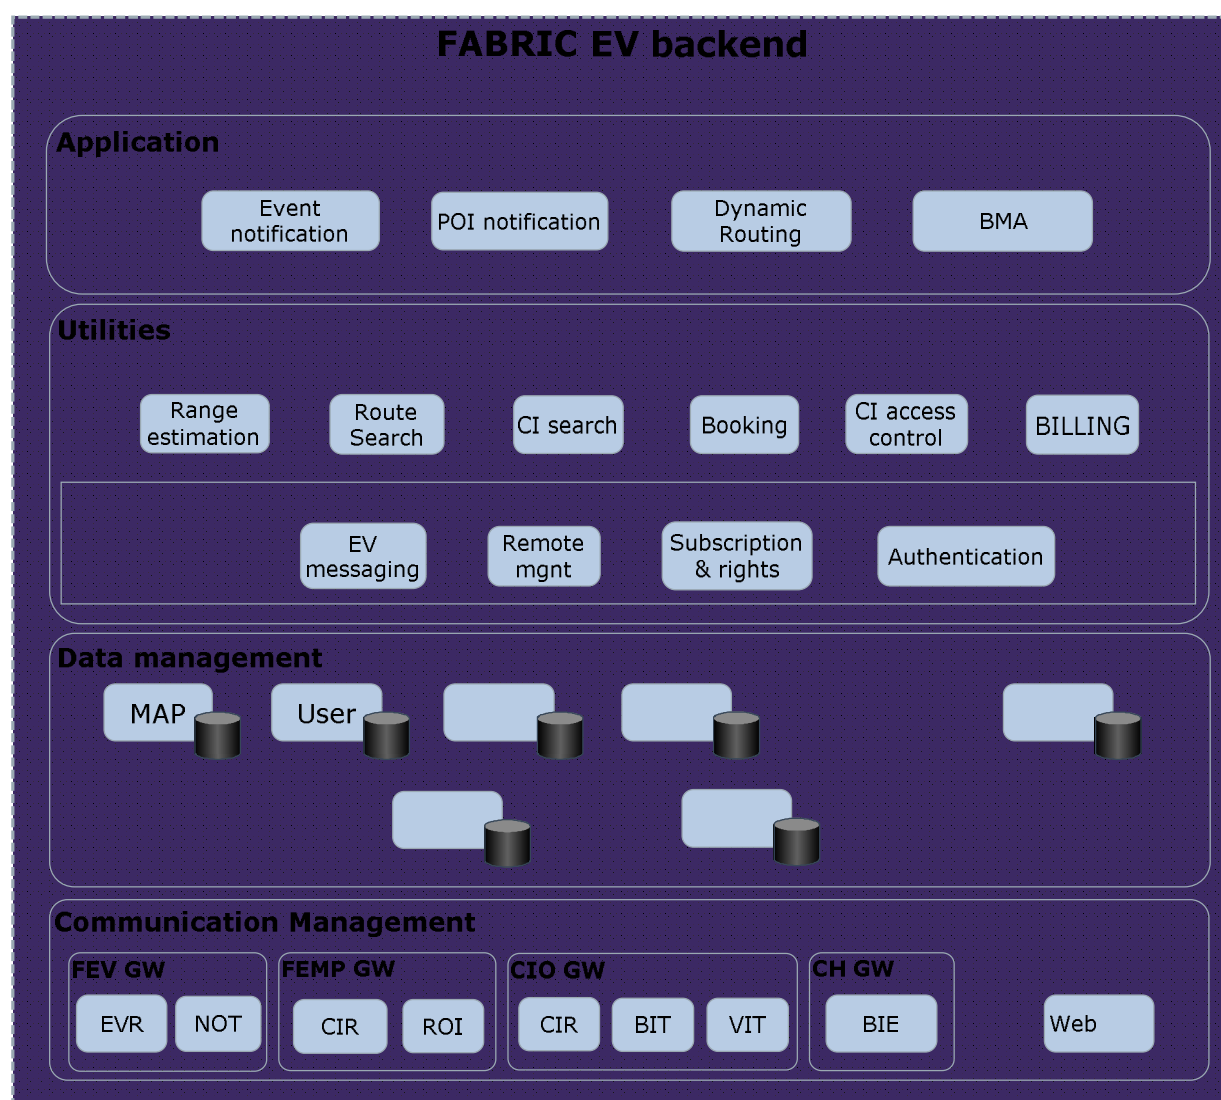 FABRIC EV backend
Application
Event
notification
POI notification
Dynamic
Routing
BMA
Utilities
Range
estimation
Route
Search
CI search
Booking
CI access
control
BILLING
EV
messaging
Remote
mgnt
Subscription
& rights
Authentication
Data management
MAP
User
Communication Management
FEV GW
EVR
NOT
FEMP GW
CIR
ROI
CIO GW
CIR
BIT
VIT
CH GW
BIE
Web